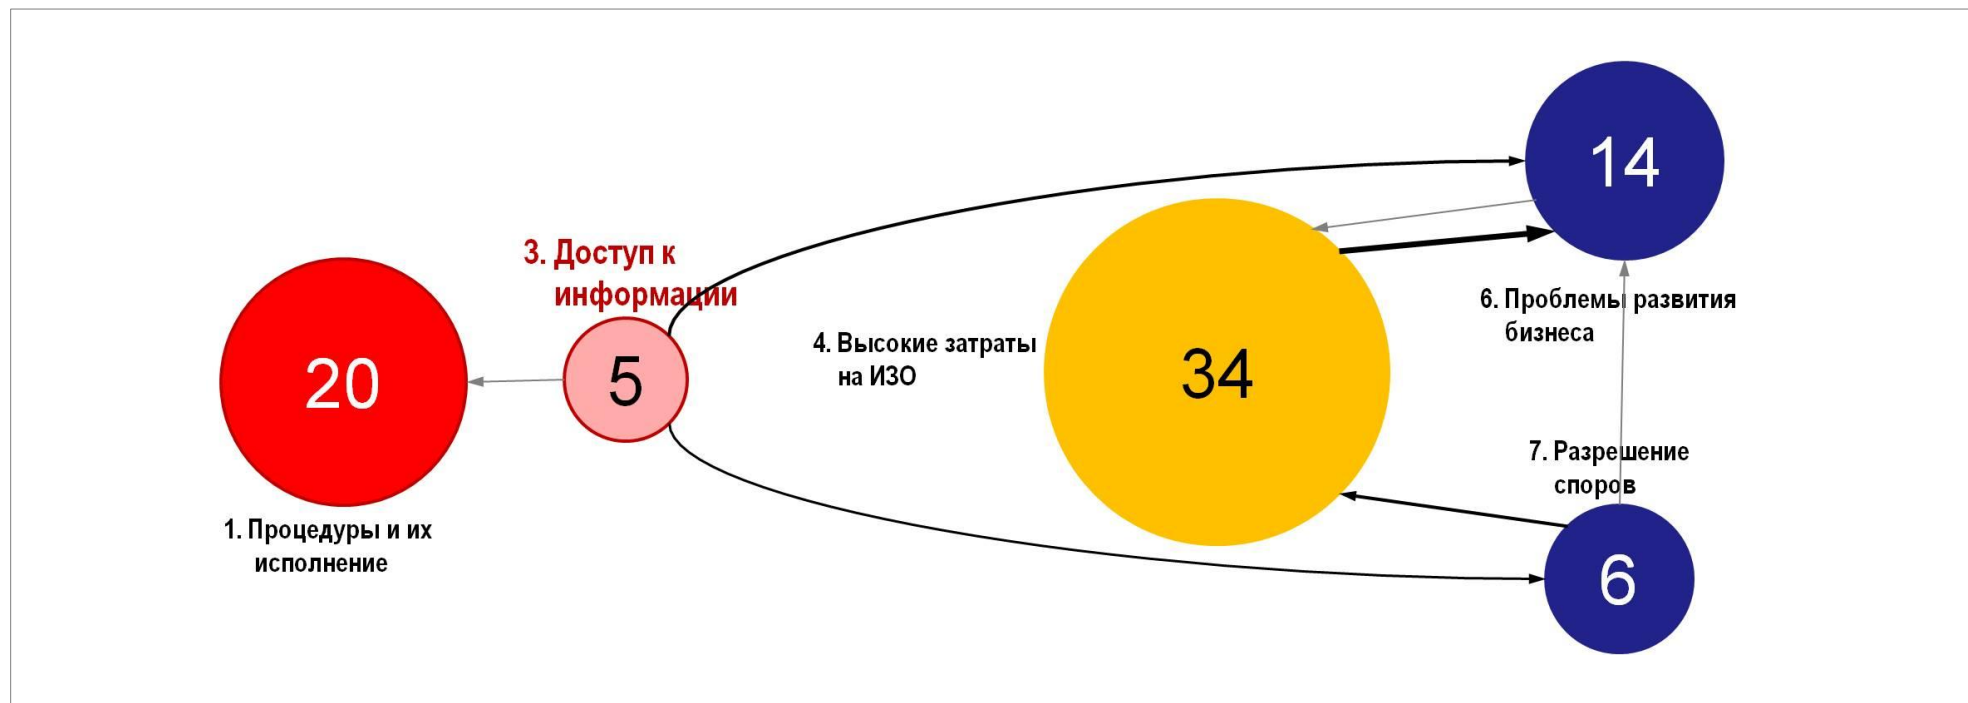 14
3. Доступ к
информации
6. Проблемы развития
бизнеса
4. Высокие затраты
на ИЗО
34
20
5
7. Разрешение
споров
1. Процедуры и их
исполнение
6